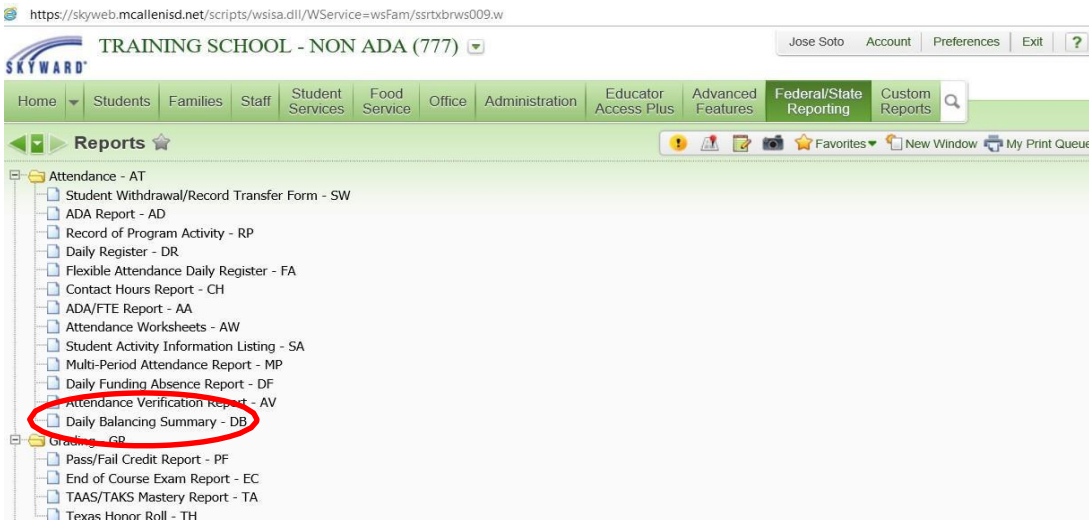 https://skyweb.mcallenisd.net/scripts/wsisa.dll/WService=wsFam/ssrtxbrws009.w
SKYWARD
TRAINING SCHOOL - NON ADA (777)
Jose Soto Account Preferences Exit ?
Home Students Families Staff Student Services Food Service Office Administration Educator Access Plus Advanced Features Federal/State Reporting Custom Reports
Reports
Favorites New Window My Print Queue
Attendance - AT
Student Withdrawal/Record Transfer Form - SW
ADA Report - AD
Record of Program Activity - RP
Daily Register - DR
Flexible Attendance Daily Register - FA
Contact Hours Report - CH
ADA/FTE Report - AA
Attendance Worksheets - AW
Student Activity Information Listing - SA
Multi-Period Attendance Report - MP
Daily Funding Absence Report - DF
Attendance Verification Report - AV
Daily Balancing Summary - DB
Grading - GR
Pass/Fail Credit Report - PF
End of Course Exam Report - EC
TAAS/TAKS Mastery Report - TA
Texas Honor Roll - TH